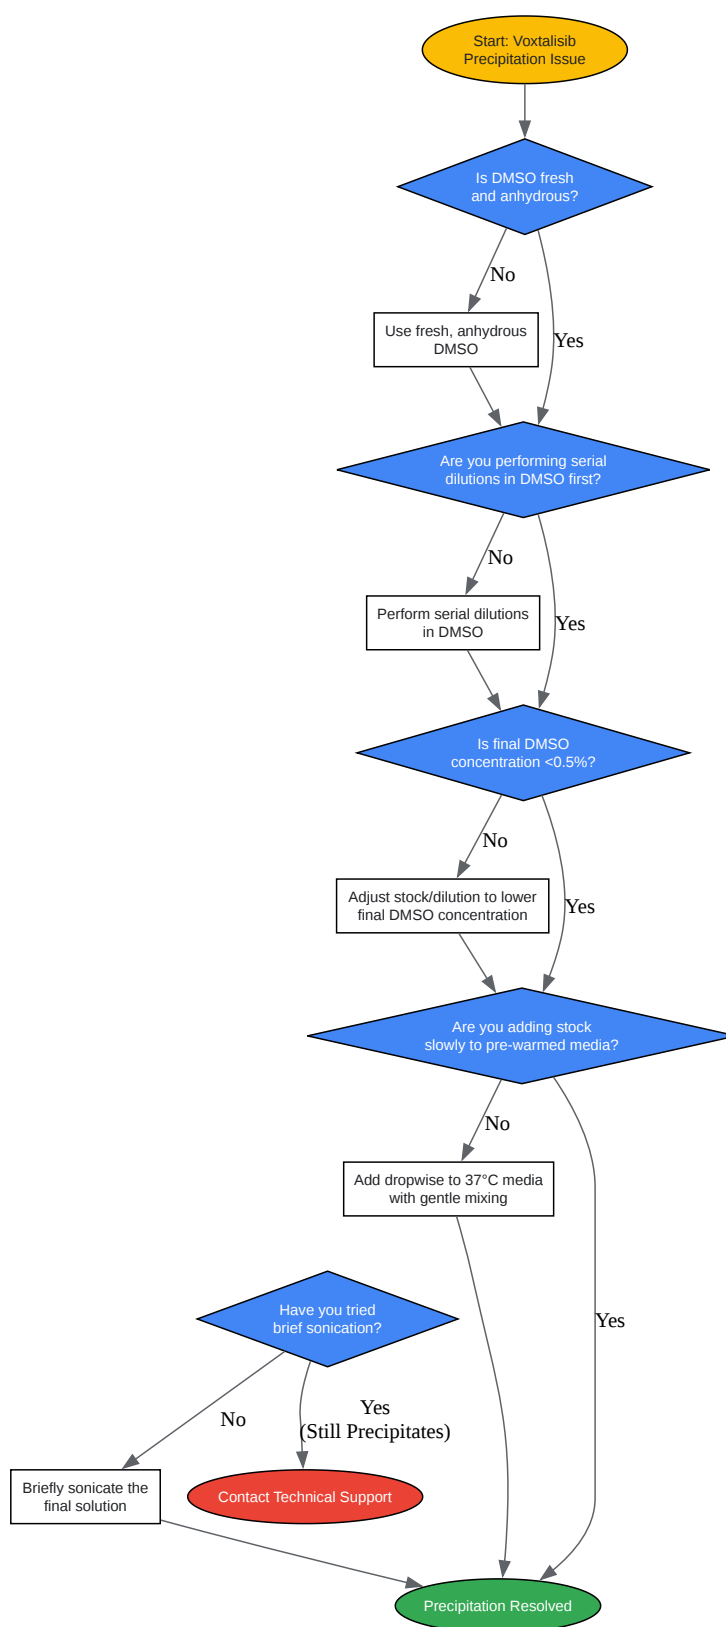 Start: Voxtalisib
Precipitation Issue
Is DMSO fresh
and anhydrous?
No
Use fresh, anhydrous
DMSO
Yes
Are you performing serial
dilutions in DMSO first?
No
Perform serial dilutions
in DMSO
Yes
Is final DMSO
concentration <0.5%?
No
Adjust stock/dilution to lower
final DMSO concentration
Yes
Are you adding stock
slowly to pre-warmed media?
No
Add dropwise to 37°C media
with gentle mixing
Yes
Have you tried
brief sonication?
No
Yes
(Still Precipitates)
Briefly sonicate the
final solution
Contact Technical Support
Precipitation Resolved